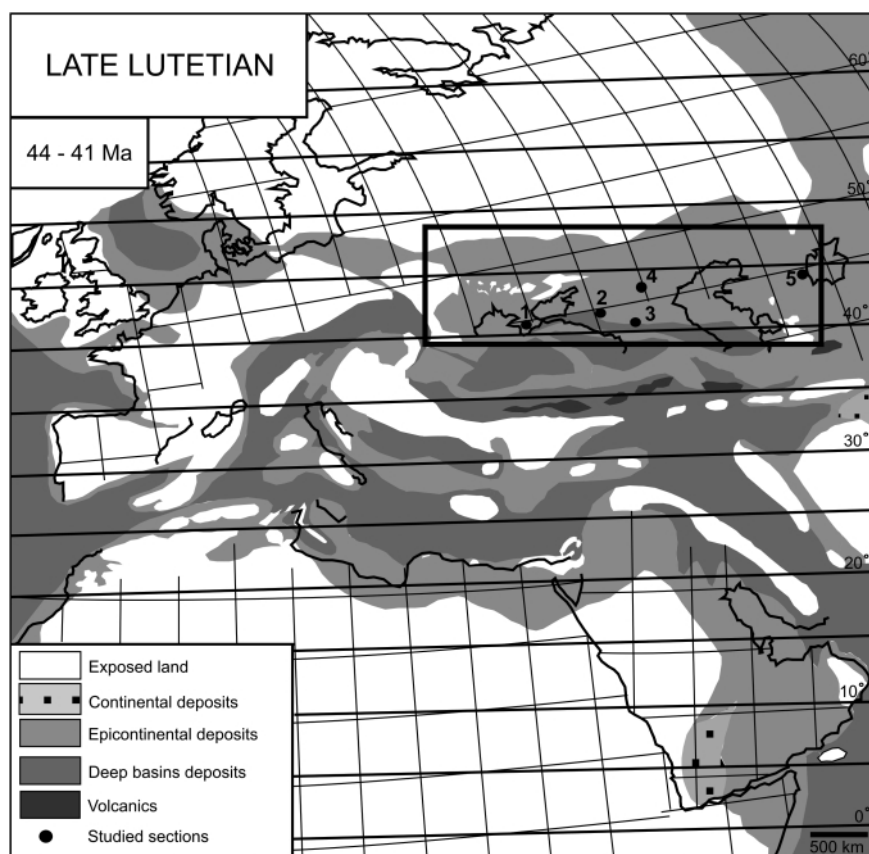 LATE LUTETIAN
44 - 41 Ma
60°
50°
4
5
1
2
3
40°
30°
20°
10°
0°
500 km
Exposed land
Continental deposits
Epicontinental deposits
Deep basins deposits
Volcanics
Studied sections